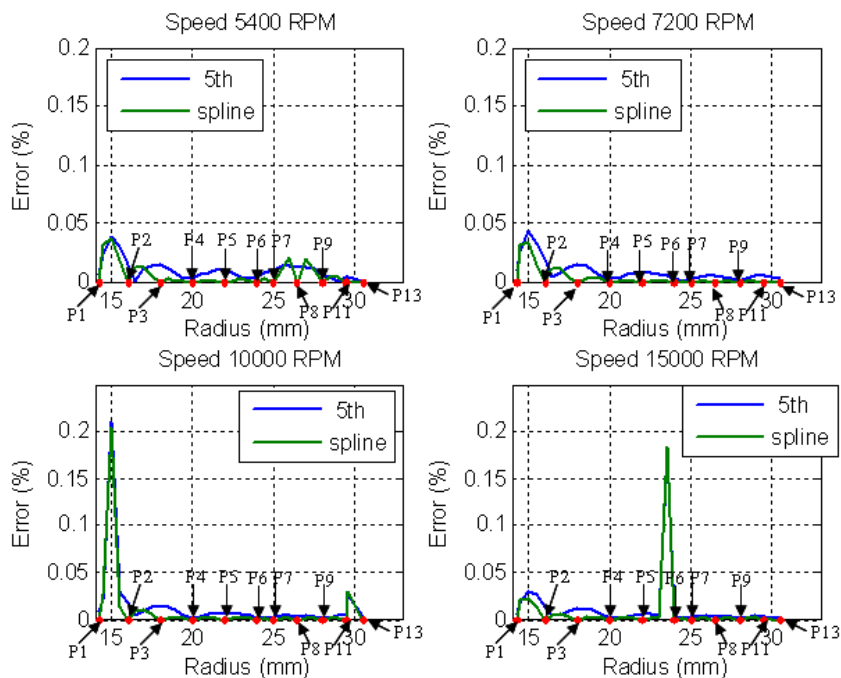 Speed 5400 RPM
0.2
0.15
0.1
0.05
0
Error (%)
5th
spline
P2
P4
P5
P6
P7
P9
P1
15
P3
20
25
P8
P11
30
P13
Radius (mm)
Speed 7200 RPM
0.2
0.15
0.1
0.05
0
Error (%)
5th
spline
P2
P4
P5
P6
P7
P9
P1
15
P3
20
25
P8
P11
30
P13
Radius (mm)
Speed 10000 RPM
0.2
0.15
0.1
0.05
0
Error (%)
5th
spline
P2
P4
P5
P6
P7
P9
P1
15
P3
20
25
P8
P11
30
P13
Radius (mm)
Speed 15000 RPM
0.2
0.15
0.1
0.05
0
Error (%)
5th
spline
P2
P4
P5
P6
P7
P9
P1
15
P3
20
25
P8
P11
30
P13
Radius (mm)